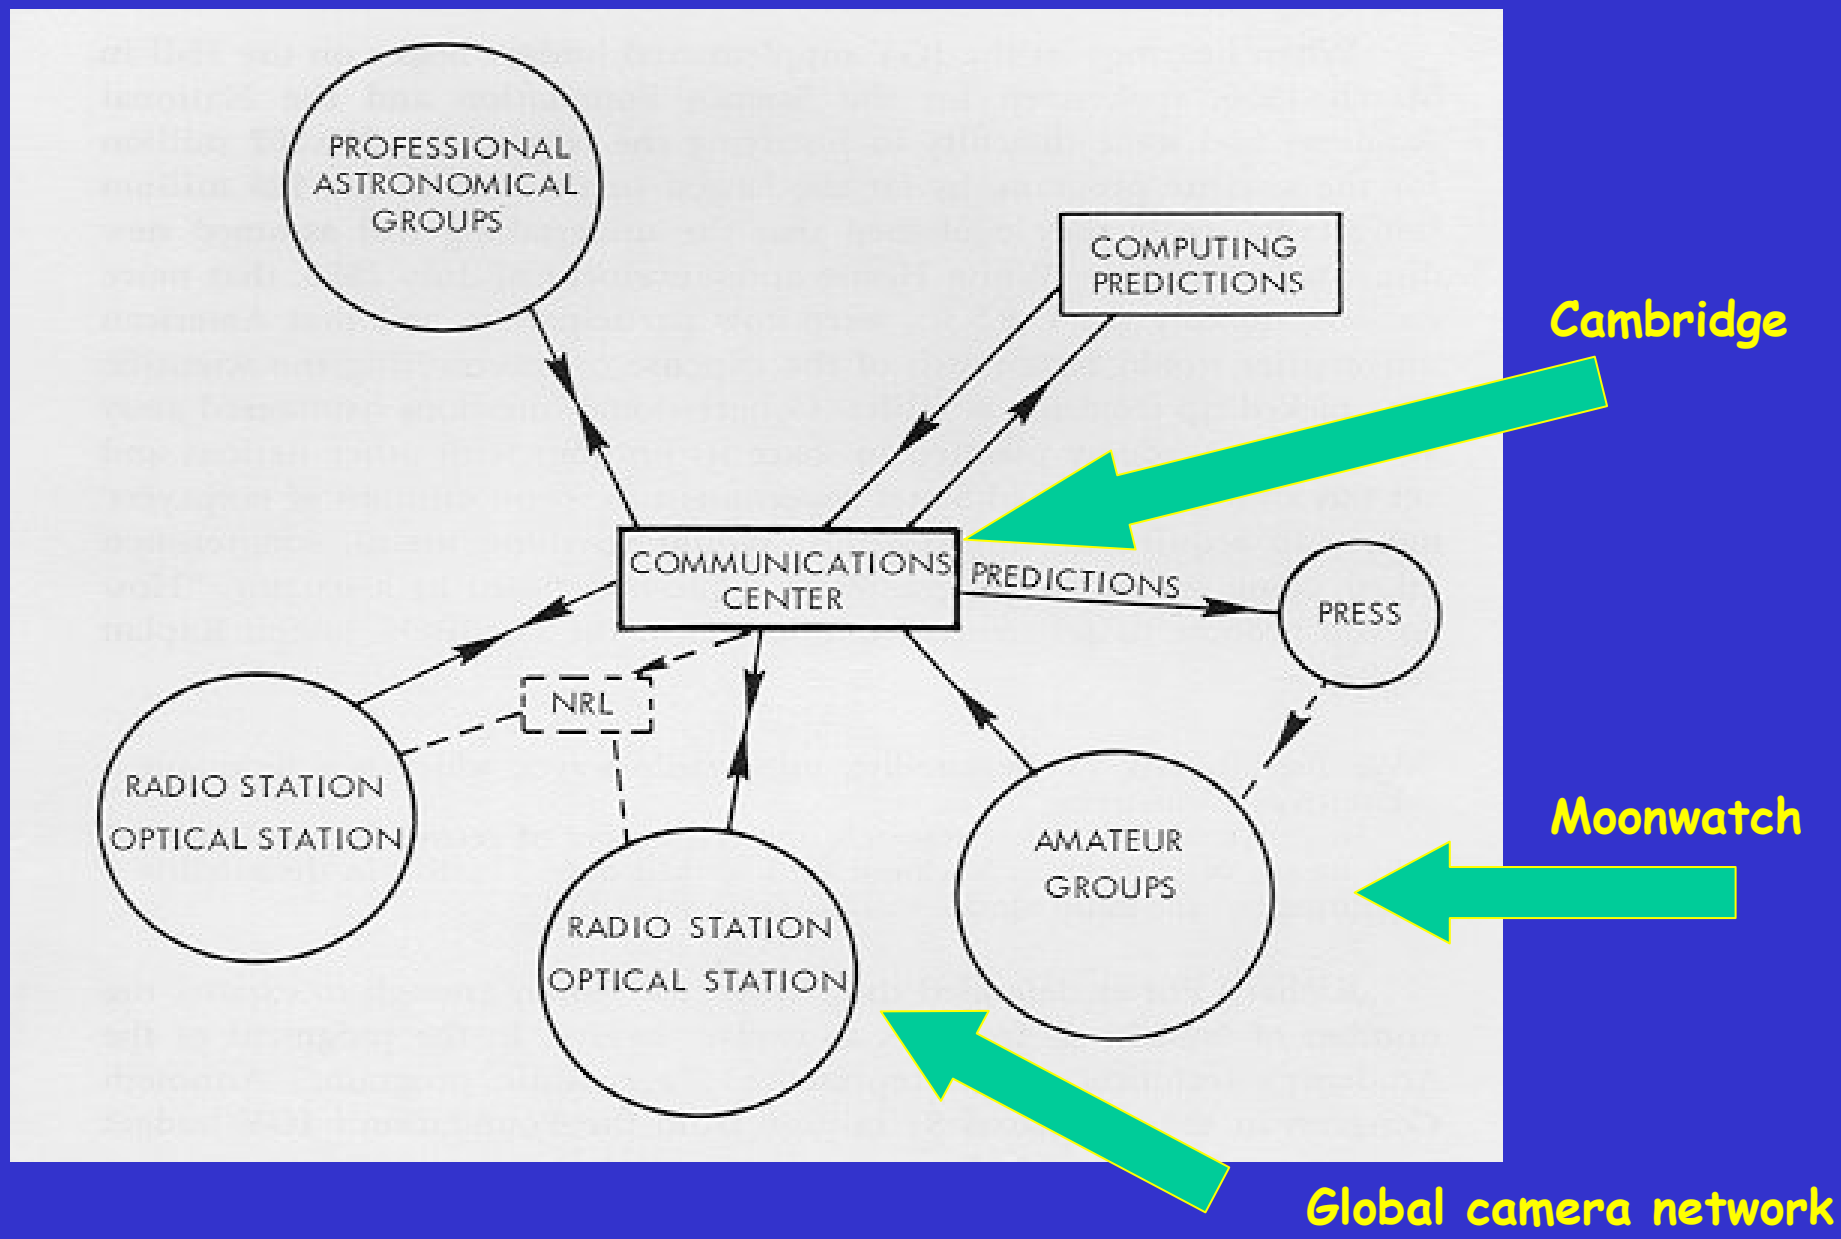 PROFESSIONAL
ASTRONOMICAL
GROUPS
COMPUTING
PREDICTIONS
Cambridge
COMMUNICATIONS
CENTER
PREDICTIONS
PRESS
NRL
RADIO STATION
OPTICAL STATION
AMATEUR
GROUPS
Moonwatch
RADIO STATION
OPTICAL STATION
Global camera network